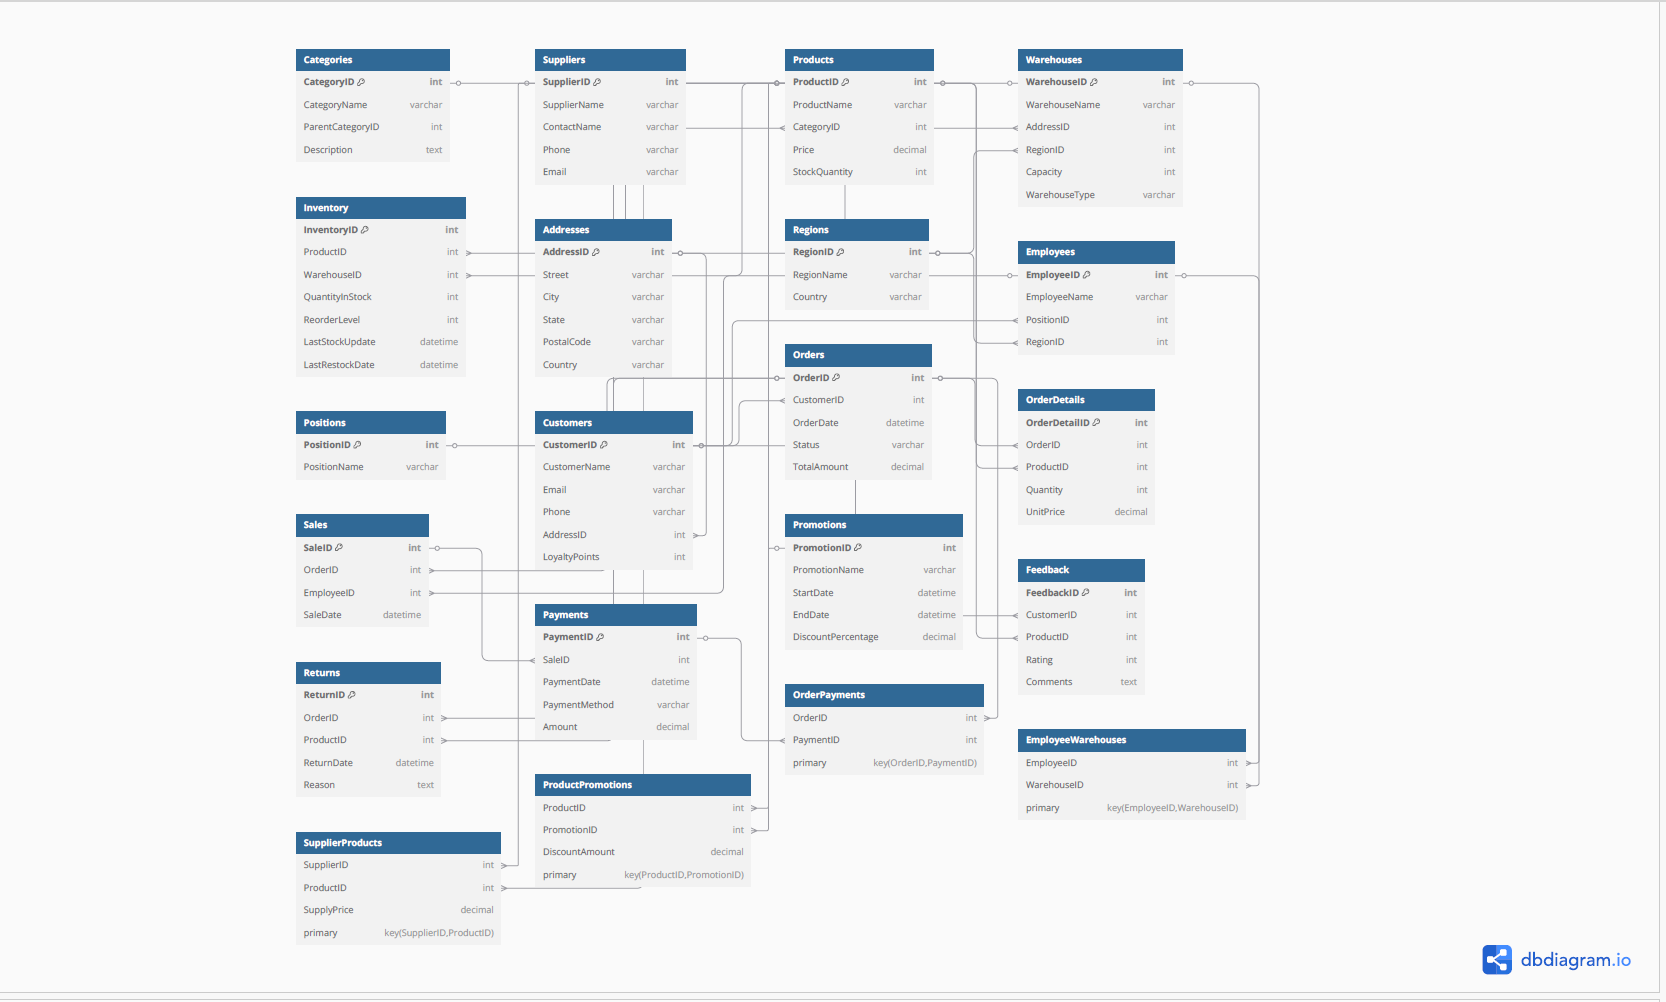 Categories
CategoryID int
CategoryName varchar
ParentCategoryID int
Description text
Suppliers
SupplierID int
SupplierName varchar
ContactName varchar
Phone varchar
Email varchar
Products
ProductID int
ProductName varchar
CategoryID int
Price decimal
StockQuantity int
Warehouses
WarehouseID int
WarehouseName varchar
AddressID int
RegionID int
Capacity int
WarehouseType varchar
Inventory
InventoryID int
ProductID int
WarehouseID int
QuantityInStock int
ReorderLevel int
LastStockUpdate datetime
LastRestockDate datetime
Addresses
AddressID int
Street varchar
City varchar
State varchar
PostalCode varchar
Country varchar
Regions
RegionID int
RegionName varchar
Country varchar
Employees
EmployeeID int
EmployeeName varchar
PositionID int
RegionID int
Orders
OrderID int
CustomerID int
OrderDate datetime
Status varchar
TotalAmount decimal
OrderDetails
OrderDetailID int
OrderID int
ProductID int
Quantity int
UnitPrice decimal
Positions
PositionID int
PositionName varchar
Customers
CustomerID int
CustomerName varchar
Email varchar
Phone varchar
AddressID int
LoyaltyPoints int
Sales
SaleID int
OrderID int
EmployeeID int
SaleDate datetime
Promotions
PromotionID int
PromotionName varchar
StartDate datetime
EndDate datetime
DiscountPercentage decimal
Feedback
FeedbackID int
CustomerID int
ProductID int
Rating int
Comments text
Payments
PaymentID int
SaleID int
PaymentDate datetime
PaymentMethod varchar
Amount decimal
Returns
ReturnID int
OrderID int
ProductID int
ReturnDate datetime
Reason text
OrderPayments
OrderID int
PaymentID int
primary key(OrderID,PaymentID)
EmployeeWarehouses
EmployeeID int
WarehouseID int
primary key(EmployeeID,WarehouseID)
ProductPromotions
ProductID int
PromotionID int
DiscountAmount decimal
primary key(ProductID,PromotionID)
SupplierProducts
SupplierID int
ProductID int
SupplyPrice decimal
primary key(SupplierID,ProductID)
dbdiagram.io